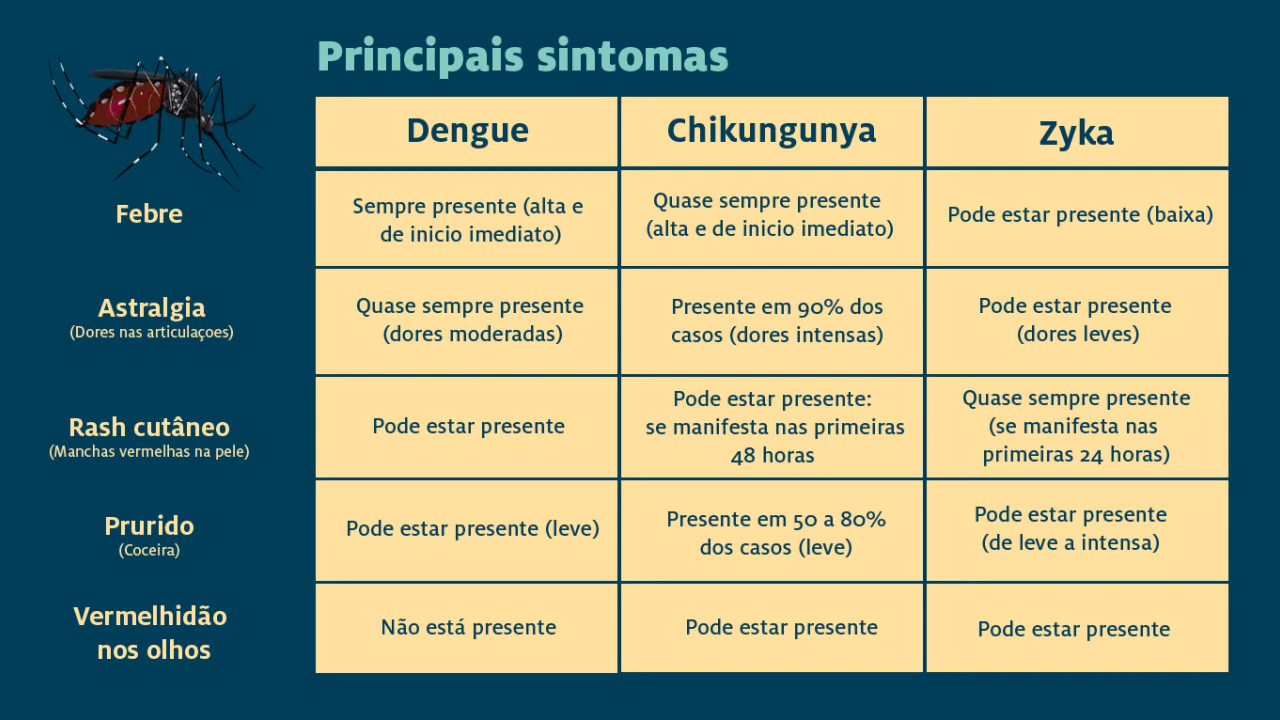 Principais sintomas
Dengue
Chikungunya
Zyka
Febre
Sempre presente (alta e
de inicio imediato)
Quase sempre presente
(alta e de inicio imediato)
Pode estar presente (baixa)
Astralgia
(Dores nas articulaçoes)
Quase sempre presente
(dores moderadas)
Presente em 90% dos
casos (dores intensas)
Pode estar presente
(dores leves)
Rash cutâneo
(Manchas vermelhas na pele)
Pode estar presente
Pode estar presente:
se manifesta nas primeiras
48 horas
Quase sempre presente
(se manifesta nas
primeiras 24 horas)
Prurido
(Coceira)
Pode estar presente (leve)
Presente em 50 a 80%
dos casos (leve)
Pode estar presente
(de leve a intensa)
Vermelhidão
nos olhos
Não está presente
Pode estar presente
Pode estar presente